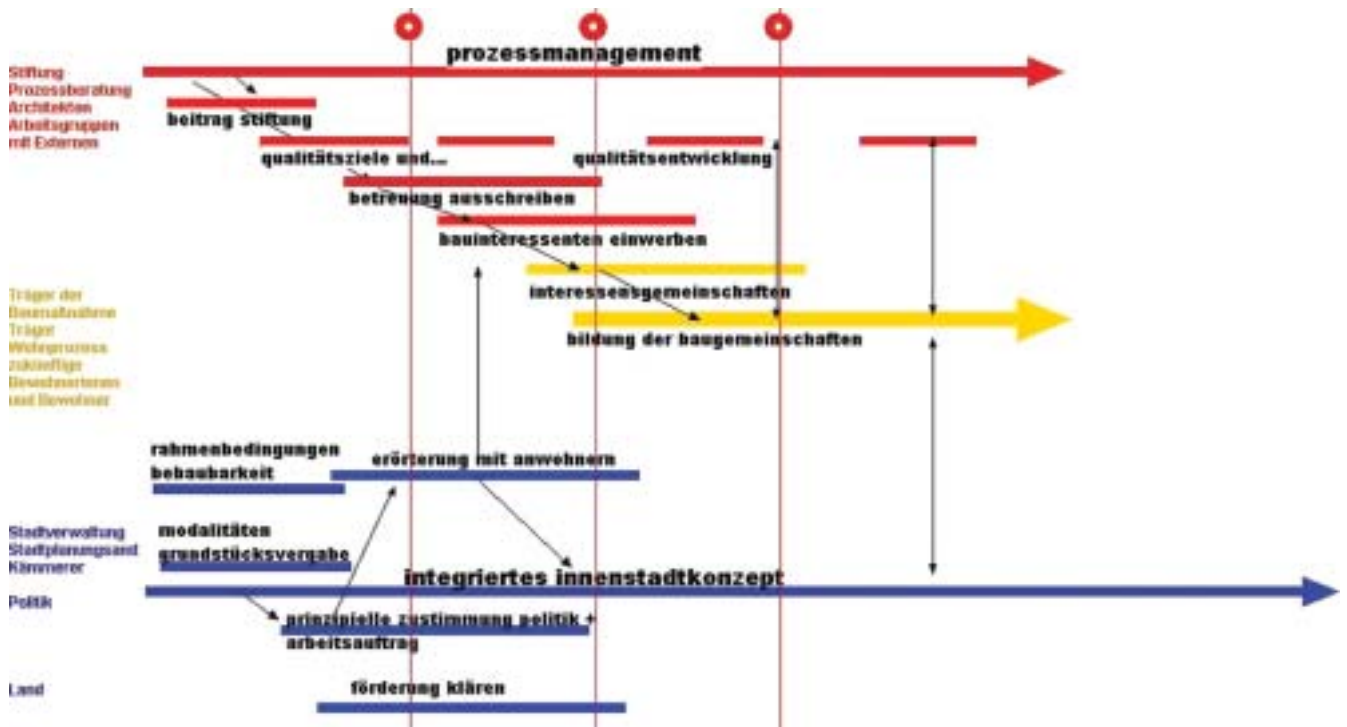 prozessmanagement
Stiftung
Prozessberatung
Architekten
Arbeitsgruppen
mit Externen
beitrag stiftung
qualitätsziele und...
qualitätsentwicklung
betreuung ausschreiben
bauinteressenten einwerben
interessensgemeinschaften
bildung der baugemeinschaften
Träger der
Baumaßnahme
Träger
Wohnprozess
zukünftige
Bewohnerinnen
und Bewohner
rahmenbedingungen
bebaubarkeit
erörterung mit anwohnern
Stadtverwaltung
Stadtplanungsamt
Kämmerer
Politik
modalitäten
grundstücksvergabe
integriertes innenstadtkonzept
prinzipielle zustimmung politik +
arbeitsauftrag
Land
förderung klären